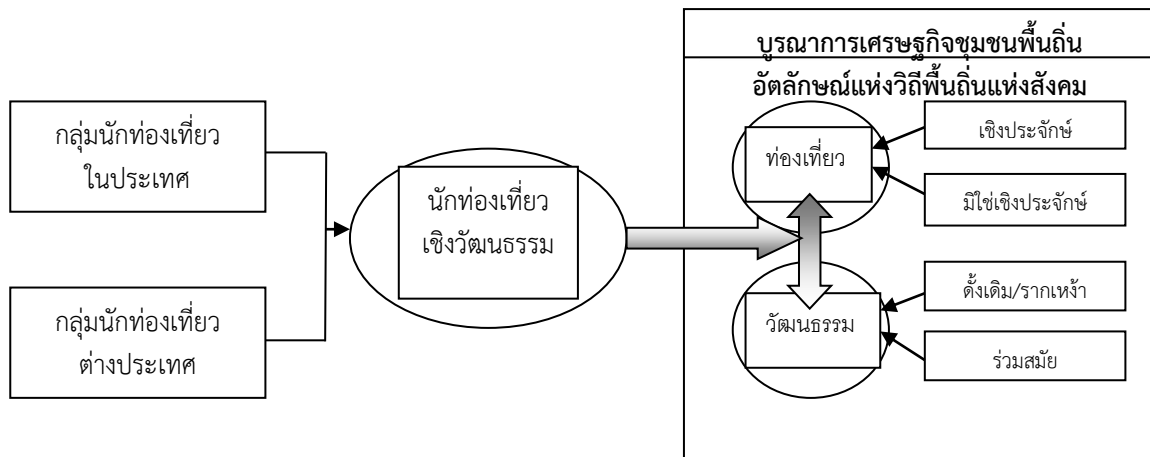 บูรณาการเศรษฐกิจชุมชนพื้นถิ่น
อัตลักษณ์แห่งวิถีพื้นถิ่นแห่งสังคม
กลุ่มนักท่องเที่ยว
ในประเทศ
กลุ่มนักท่องเที่ยว
ต่างประเทศ
นักท่องเที่ยว
เชิงวัฒนธรรม
ท่องเที่ยว
เชิงประจักษ์
มิใช่เชิงประจักษ์
วัฒนธรรม
ดั้งเดิม/รากเหง้า
ร่วมสมัย